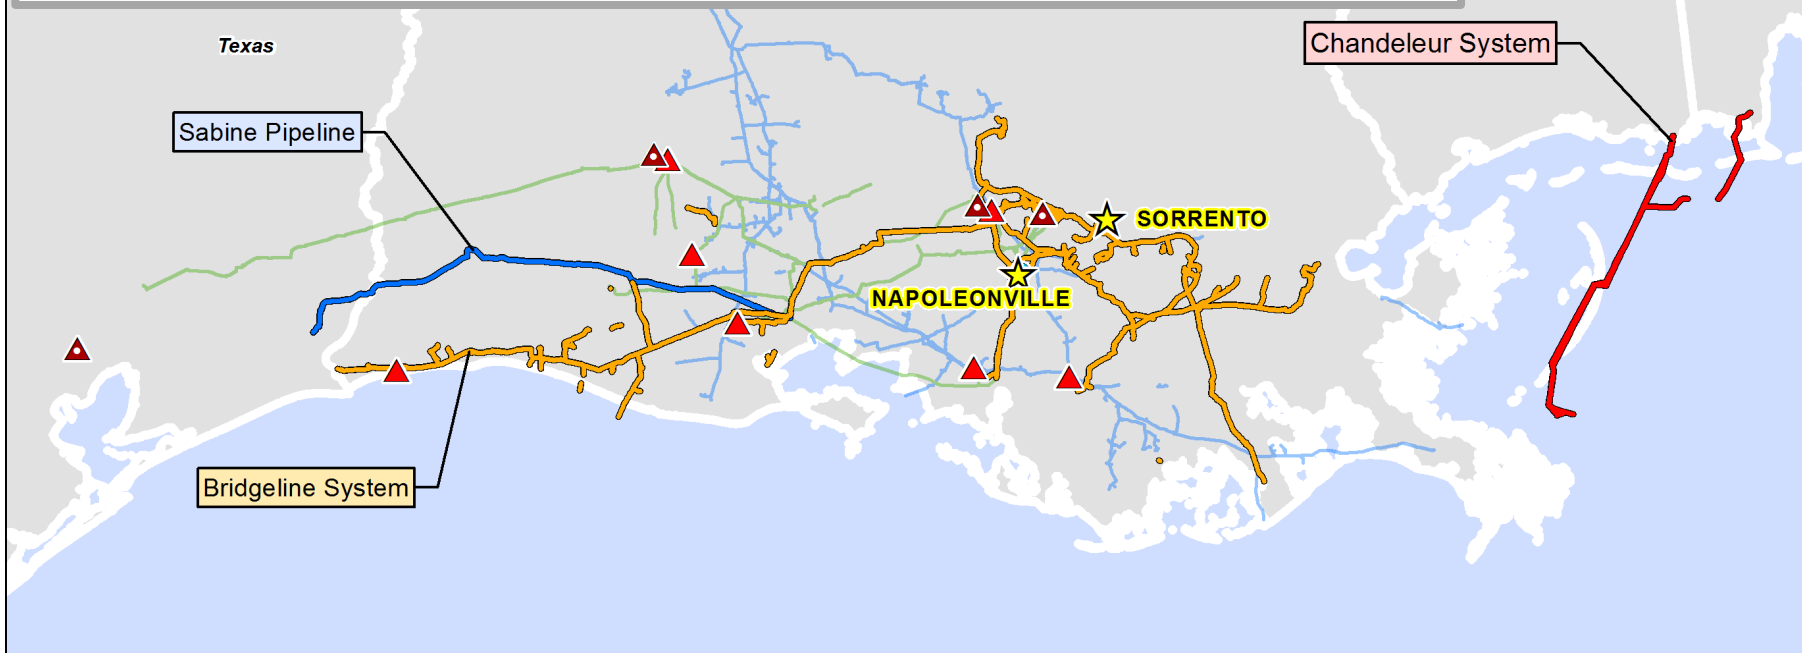 Texas
Chandeleur System
Sabine Pipeline
SORRENTO
NAPOLEONVILLE
Bridgeline System